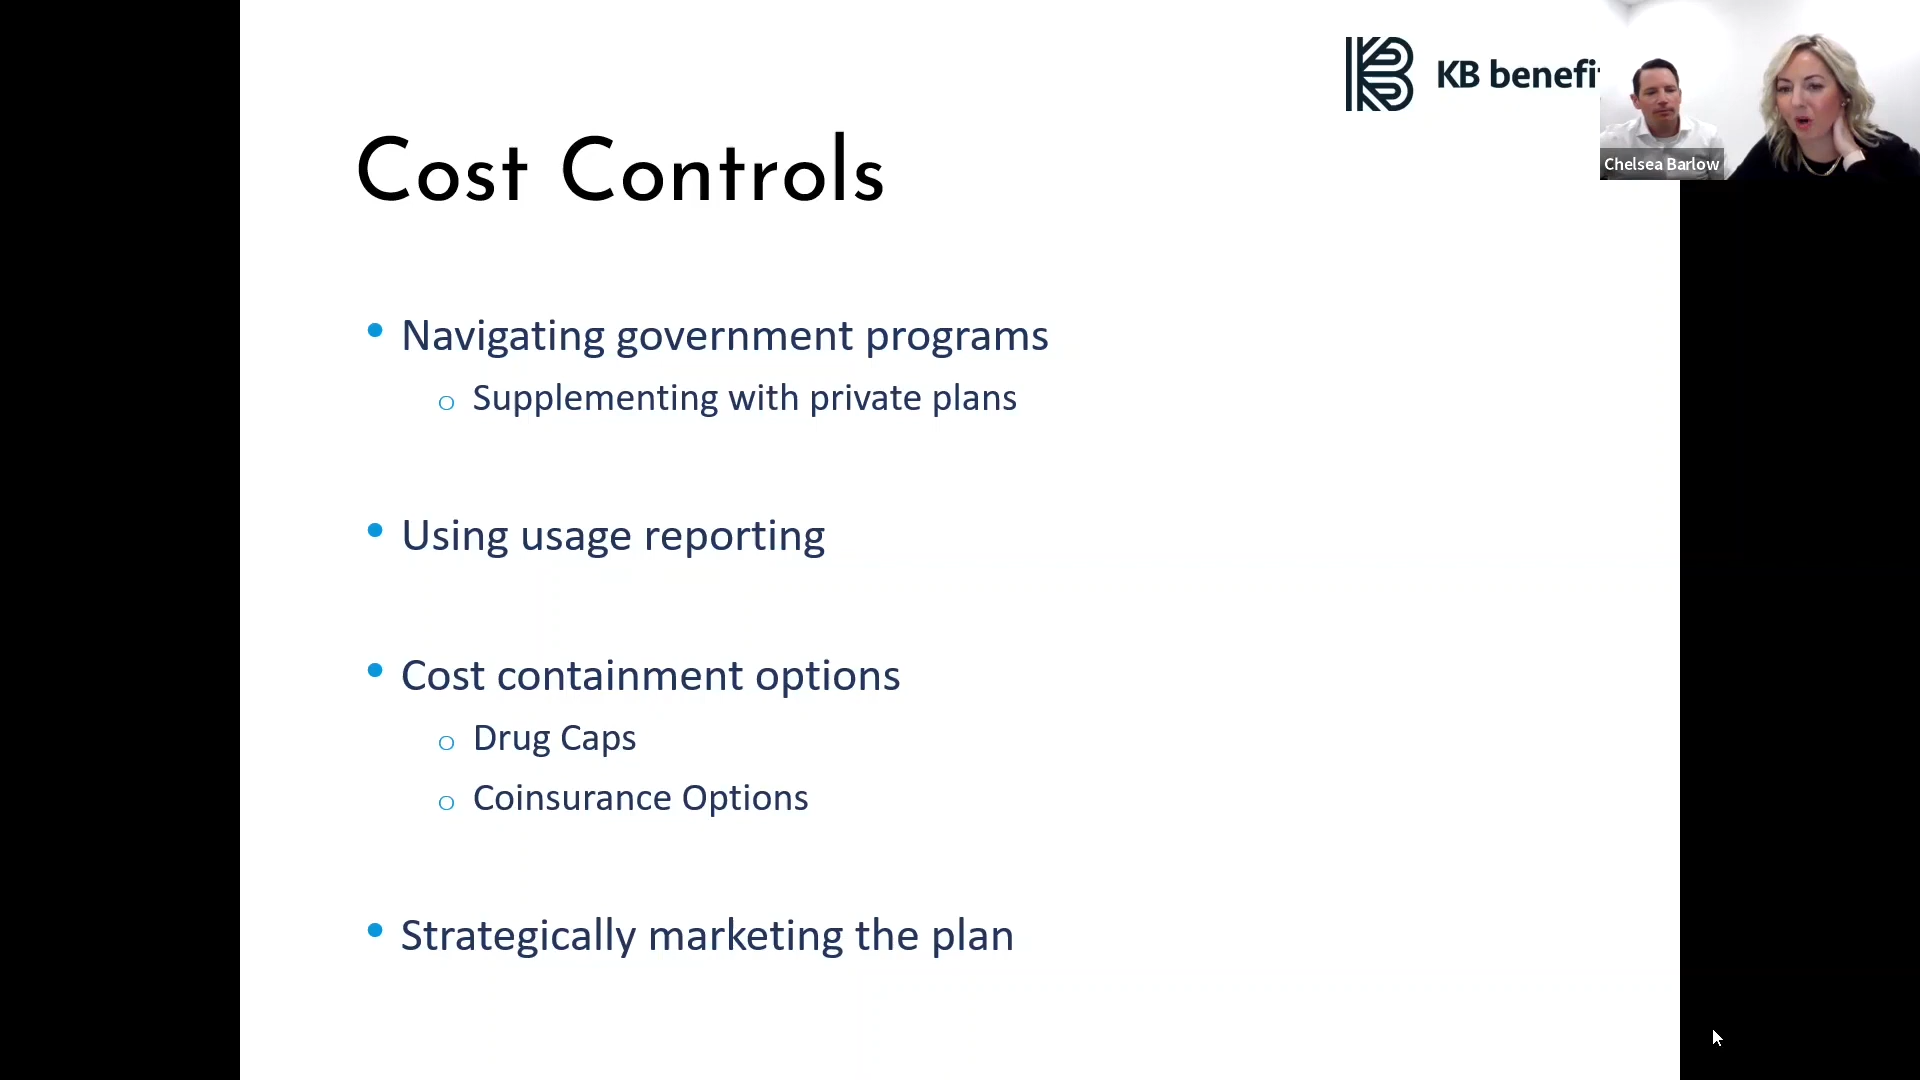 KB benefi
Chelsea Barlow
Cost Controls
• Navigating government programs
o Supplementing with private plans
• Using usage reporting
• Cost containment options
o Drug Caps
o Coinsurance Options
• Strategically marketing the plan